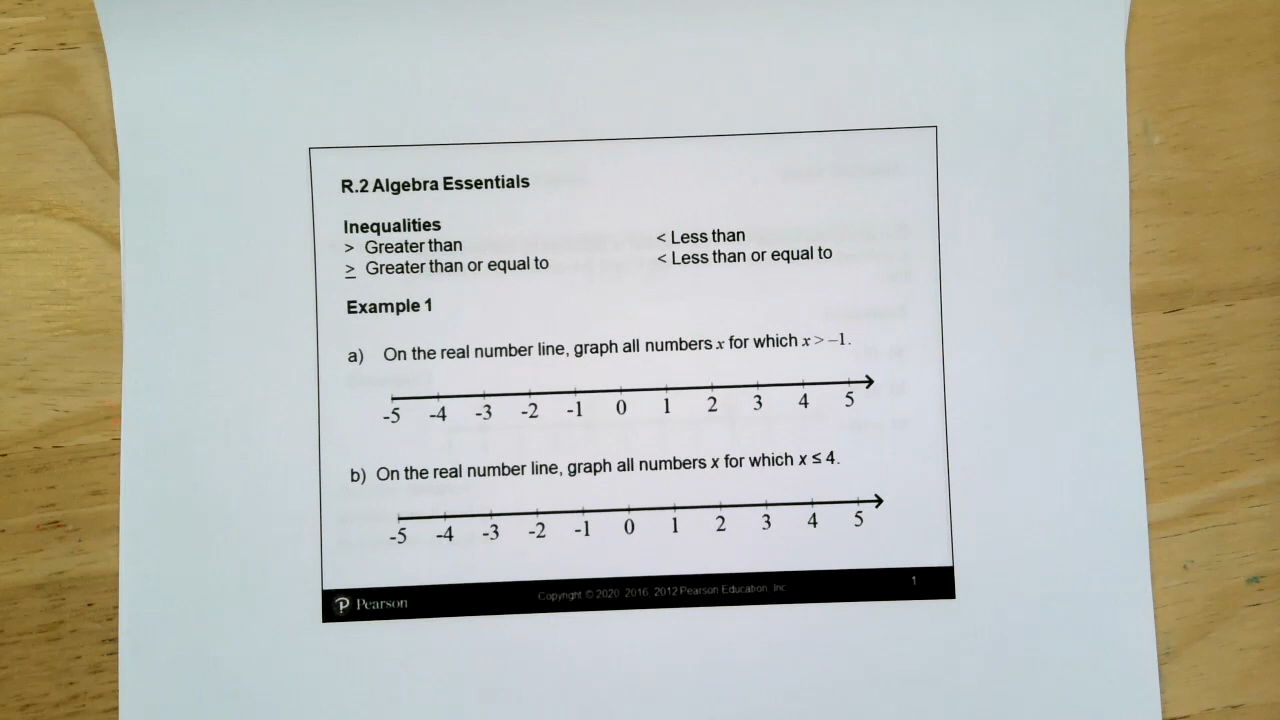 R.2 Algebra Essentials
Inequalities
> Greater than
≥ Greater than or equal to
< Less than
< Less than or equal to
Example 1
a) On the real number line, graph all numbers x for which x > –1.
-5 -4 -3 -2 -1 0 1 2 3 4 5
b) On the real number line, graph all numbers x for which x ≤ 4.
-5 -4 -3 -2 -1 0 1 2 3 4 5
P Pearson
Copyright © 2020, 2016, 2012 Pearson Education, Inc.
1